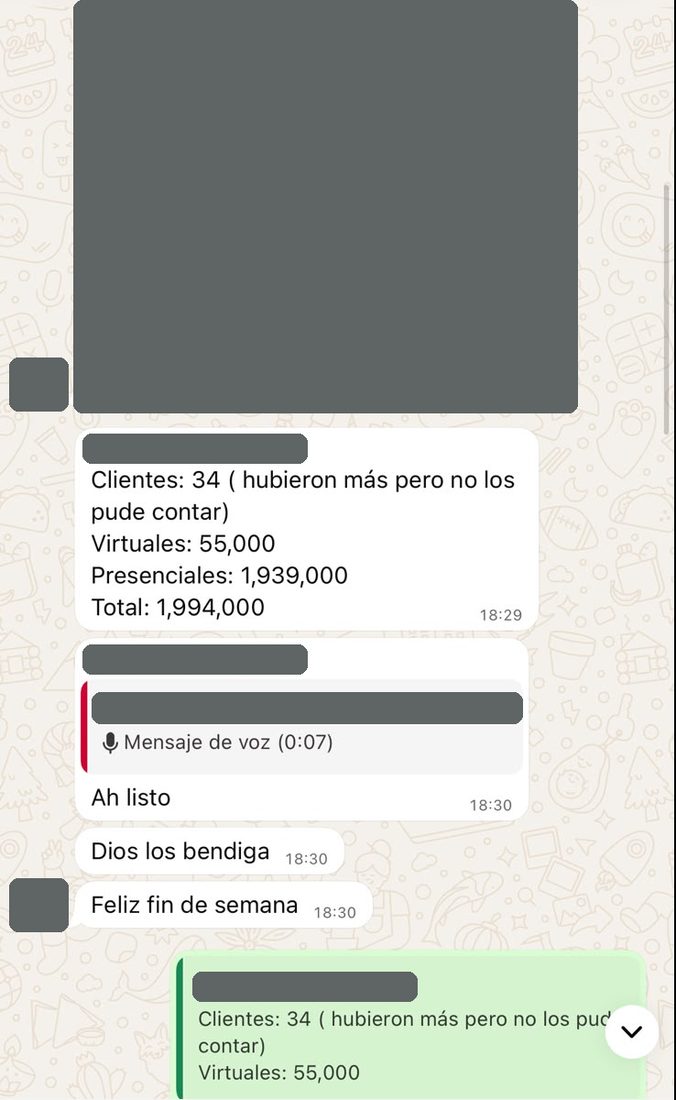 Clientes: 34 ( hubieron más pero no los
pude contar)
Virtuales: 55,000
Presenciales: 1,939,000
Total: 1,994,000
18:29
Mensaje de voz (0:07)
Ah listo
18:30
Dios los bendiga 18:30
Feliz fin de semana 18:30
Clientes: 34 ( hubieron más pero no los
contar)
Virtuales: 55,000